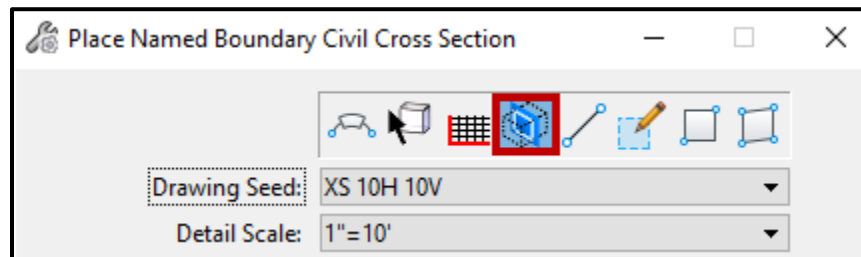 Place Named Boundary Civil Cross Section
Drawing Seed: XS 10H 10V
Detail Scale: 1"=10'